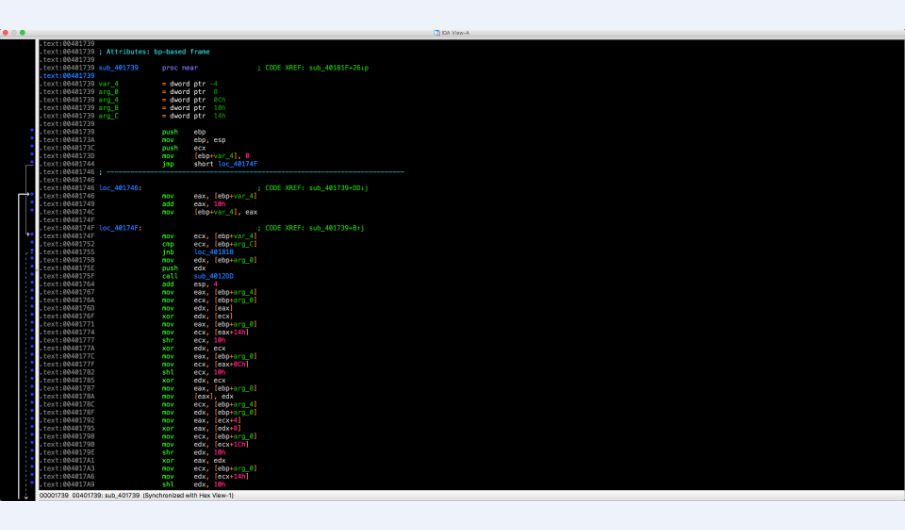 IDA View-A
.text:00401739
.text:00401739 ; Attributes: bp-based frame
.text:00401739
.text:00401739 sub_401739 proc near ; CODE XREF: sub_40181F+26↓p
.text:00401739
.text:00401739 var_4 = dword ptr -4
.text:00401739 arg_0 = dword ptr 8
.text:00401739 arg_4 = dword ptr 0Ch
.text:00401739 arg_8 = dword ptr 10h
.text:00401739 arg_C = dword ptr 14h
.text:00401739
.text:00401739 push ebp
.text:0040173A mov ebp, esp
.text:0040173C push ecx
.text:0040173D mov [ebp+var_4], 0
.text:00401744 jmp short loc_40174F
.text:00401746 ; ---------------------------------------------------------------------------
.text:00401746
.text:00401746 loc_401746: ; CODE XREF: sub_401739+DD↓j
.text:00401746 mov eax, [ebp+var_4]
.text:00401749 add eax, 10h
.text:0040174C mov [ebp+var_4], eax
.text:0040174F
.text:0040174F loc_40174F: ; CODE XREF: sub_401739+B↑j
.text:0040174F mov ecx, [ebp+var_4]
.text:00401752 cmp ecx, [ebp+arg_C]
.text:00401755 jnb loc_40181B
.text:0040175B mov edx, [ebp+arg_0]
.text:0040175E push edx
.text:0040175F call sub_4012DD
.text:00401764 add esp, 4
.text:00401767 mov eax, [ebp+arg_4]
.text:0040176A mov ecx, [ebp+arg_0]
.text:0040176D mov edx, [eax]
.text:0040176F xor edx, [ecx]
.text:00401771 mov eax, [ebp+arg_0]
.text:00401774 mov ecx, [eax+14h]
.text:00401777 shr ecx, 10h
.text:0040177A xor edx, ecx
.text:0040177C mov eax, [ebp+arg_0]
.text:0040177F mov ecx, [eax+0Ch]
.text:00401782 shl ecx, 10h
.text:00401785 xor edx, ecx
.text:00401787 mov eax, [ebp+arg_8]
.text:0040178A mov [eax], edx
.text:0040178C mov ecx, [ebp+arg_4]
.text:0040178F mov edx, [ebp+arg_0]
.text:00401792 mov eax, [ecx+4]
.text:00401795 xor eax, [edx+8]
.text:00401798 mov ecx, [ebp+arg_0]
.text:0040179B mov edx, [ecx+1Ch]
.text:0040179E shr edx, 10h
.text:004017A1 xor eax, edx
.text:004017A3 mov ecx, [ebp+arg_0]
.text:004017A6 mov edx, [ecx+14h]
.text:004017A9 shl edx, 10h
00001739 00401739: sub_401739 (Synchronized with Hex View-1)